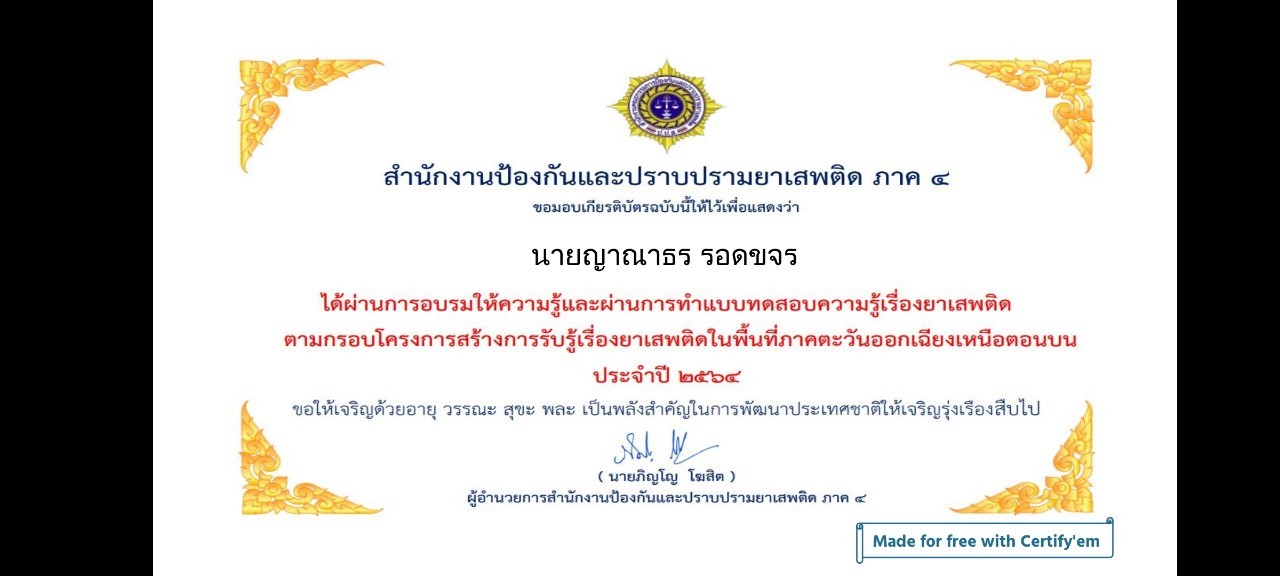 สำนักงานป้องกันและปราบปรามยาเสพติด ภาค ๔
ขอมอบเกียรติบัตรฉบับนี้ให้ไว้เพื่อแสดงว่า
นายญาณาธร รอดขจร
ได้ผ่านการอบรมให้ความรู้และผ่านการทำแบบทดสอบความรู้เรื่องยาเสพติด
ตามกรอบโครงการสร้างการรับรู้เรื่องยาเสพติดในพื้นที่ภาคตะวันออกเฉียงเหนือตอนบน
ประจำปี ๒๕๖๔
ขอให้เจริญด้วยอายุ วรรณะ สุขะ พละ เป็นพลังสำคัญในการพัฒนาประเทศชาติให้เจริญรุ่งเรืองสืบไป
( นายภิญโญ โฆสิต )
ผู้อำนวยการสำนักงานป้องกันและปราบปรามยาเสพติด ภาค ๔
Made for free with Certify'em